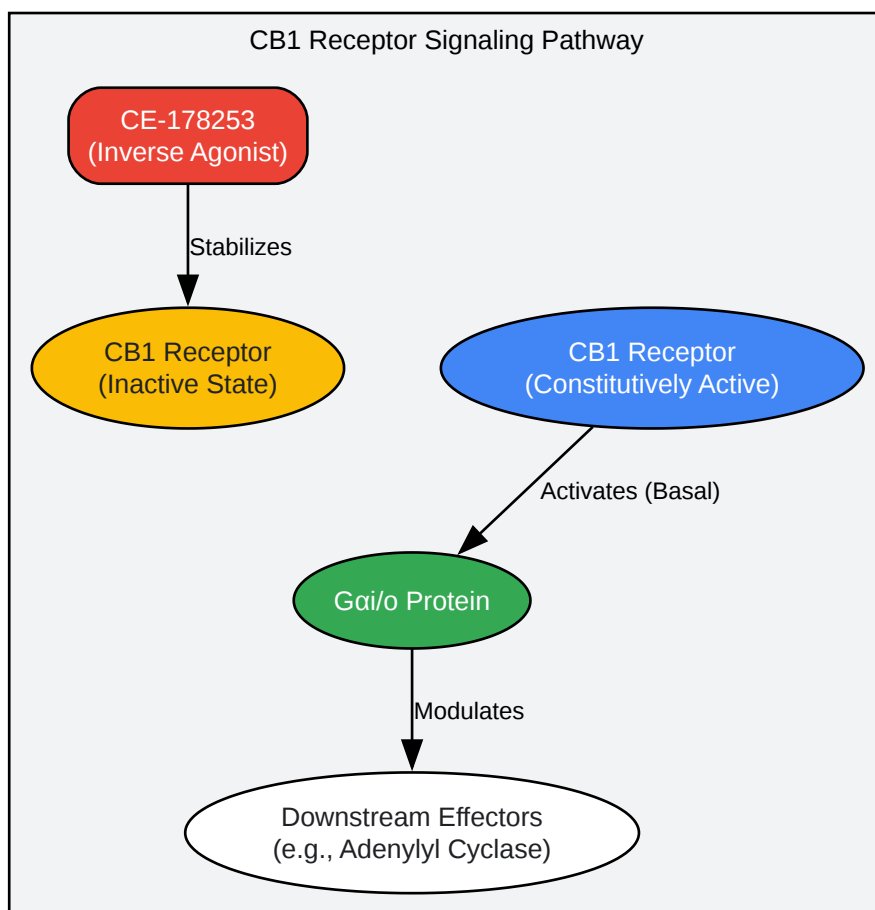 CB1 Receptor Signaling Pathway
CE-178253
(Inverse Agonist)
Stabilizes
CB1 Receptor
(Inactive State)
CB1 Receptor
(Constitutively Active)
Activates (Basal)
Gαi/o Protein
Modulates
Downstream Effectors
(e.g., Adenylyl Cyclase)